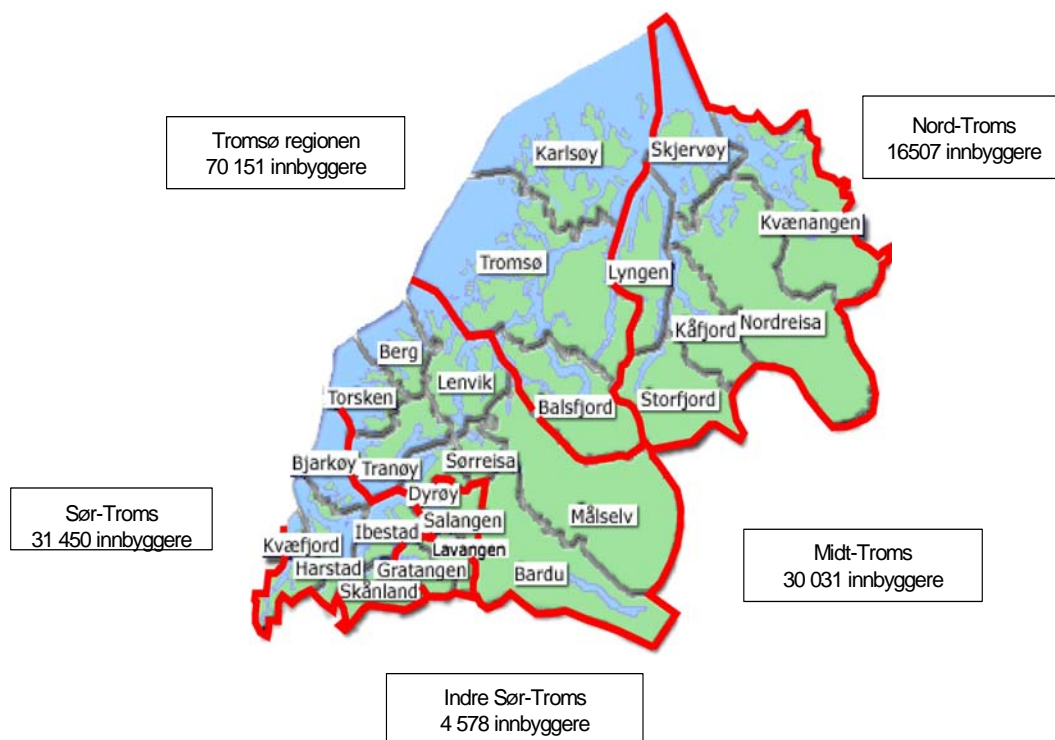 Tromsø regionen
70 151 innbyggere
Nord-Troms
16507 innbyggere
Karlsøy
Skjervøy
Kvænangen
Tromsø
Lyngen
Kåfjord
Nordreisa
Berg
Lenvik
Torsken
Balsfjord
Storfjord
Bjarkøy
Tranøy
Sørreisa
Dyrøy
Sør-Troms
31 450 innbyggere
Ibestad
Salangen
Målselv
Kvæfjord
Lavangen
Harstad
Gratangen
Bardu
Skånland
Midt-Troms
30 031 innbyggere
Indre Sør-Troms
4 578 innbyggere